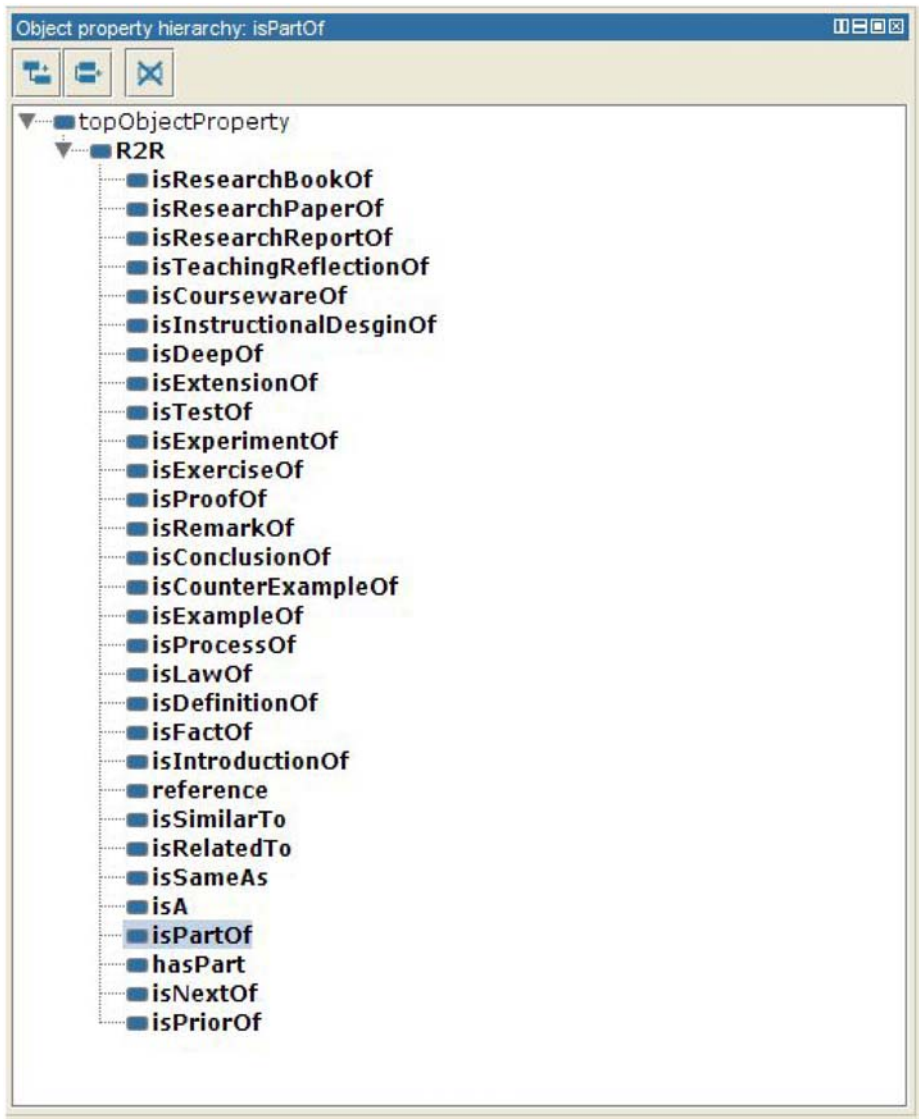 Object property hierarchy: isPartOf
topObjectProperty
R2R
isResearchBookOf
isResearchPaperOf
isResearchReportOf
isTeachingReflectionOf
isCoursewareOf
isInstructionalDesginOf
isDeepOf
isExtensionOf
isTestOf
isExperimentOf
isExerciseOf
isProofOf
isRemarkOf
isConclusionOf
isCounterExampleOf
isExampleOf
isProcessOf
isLawOf
isDefinitionOf
isFactOf
isIntroductionOf
reference
isSimilarTo
isRelatedTo
isSameAs
isA
isPartOf
hasPart
isNextOf
isPriorOf